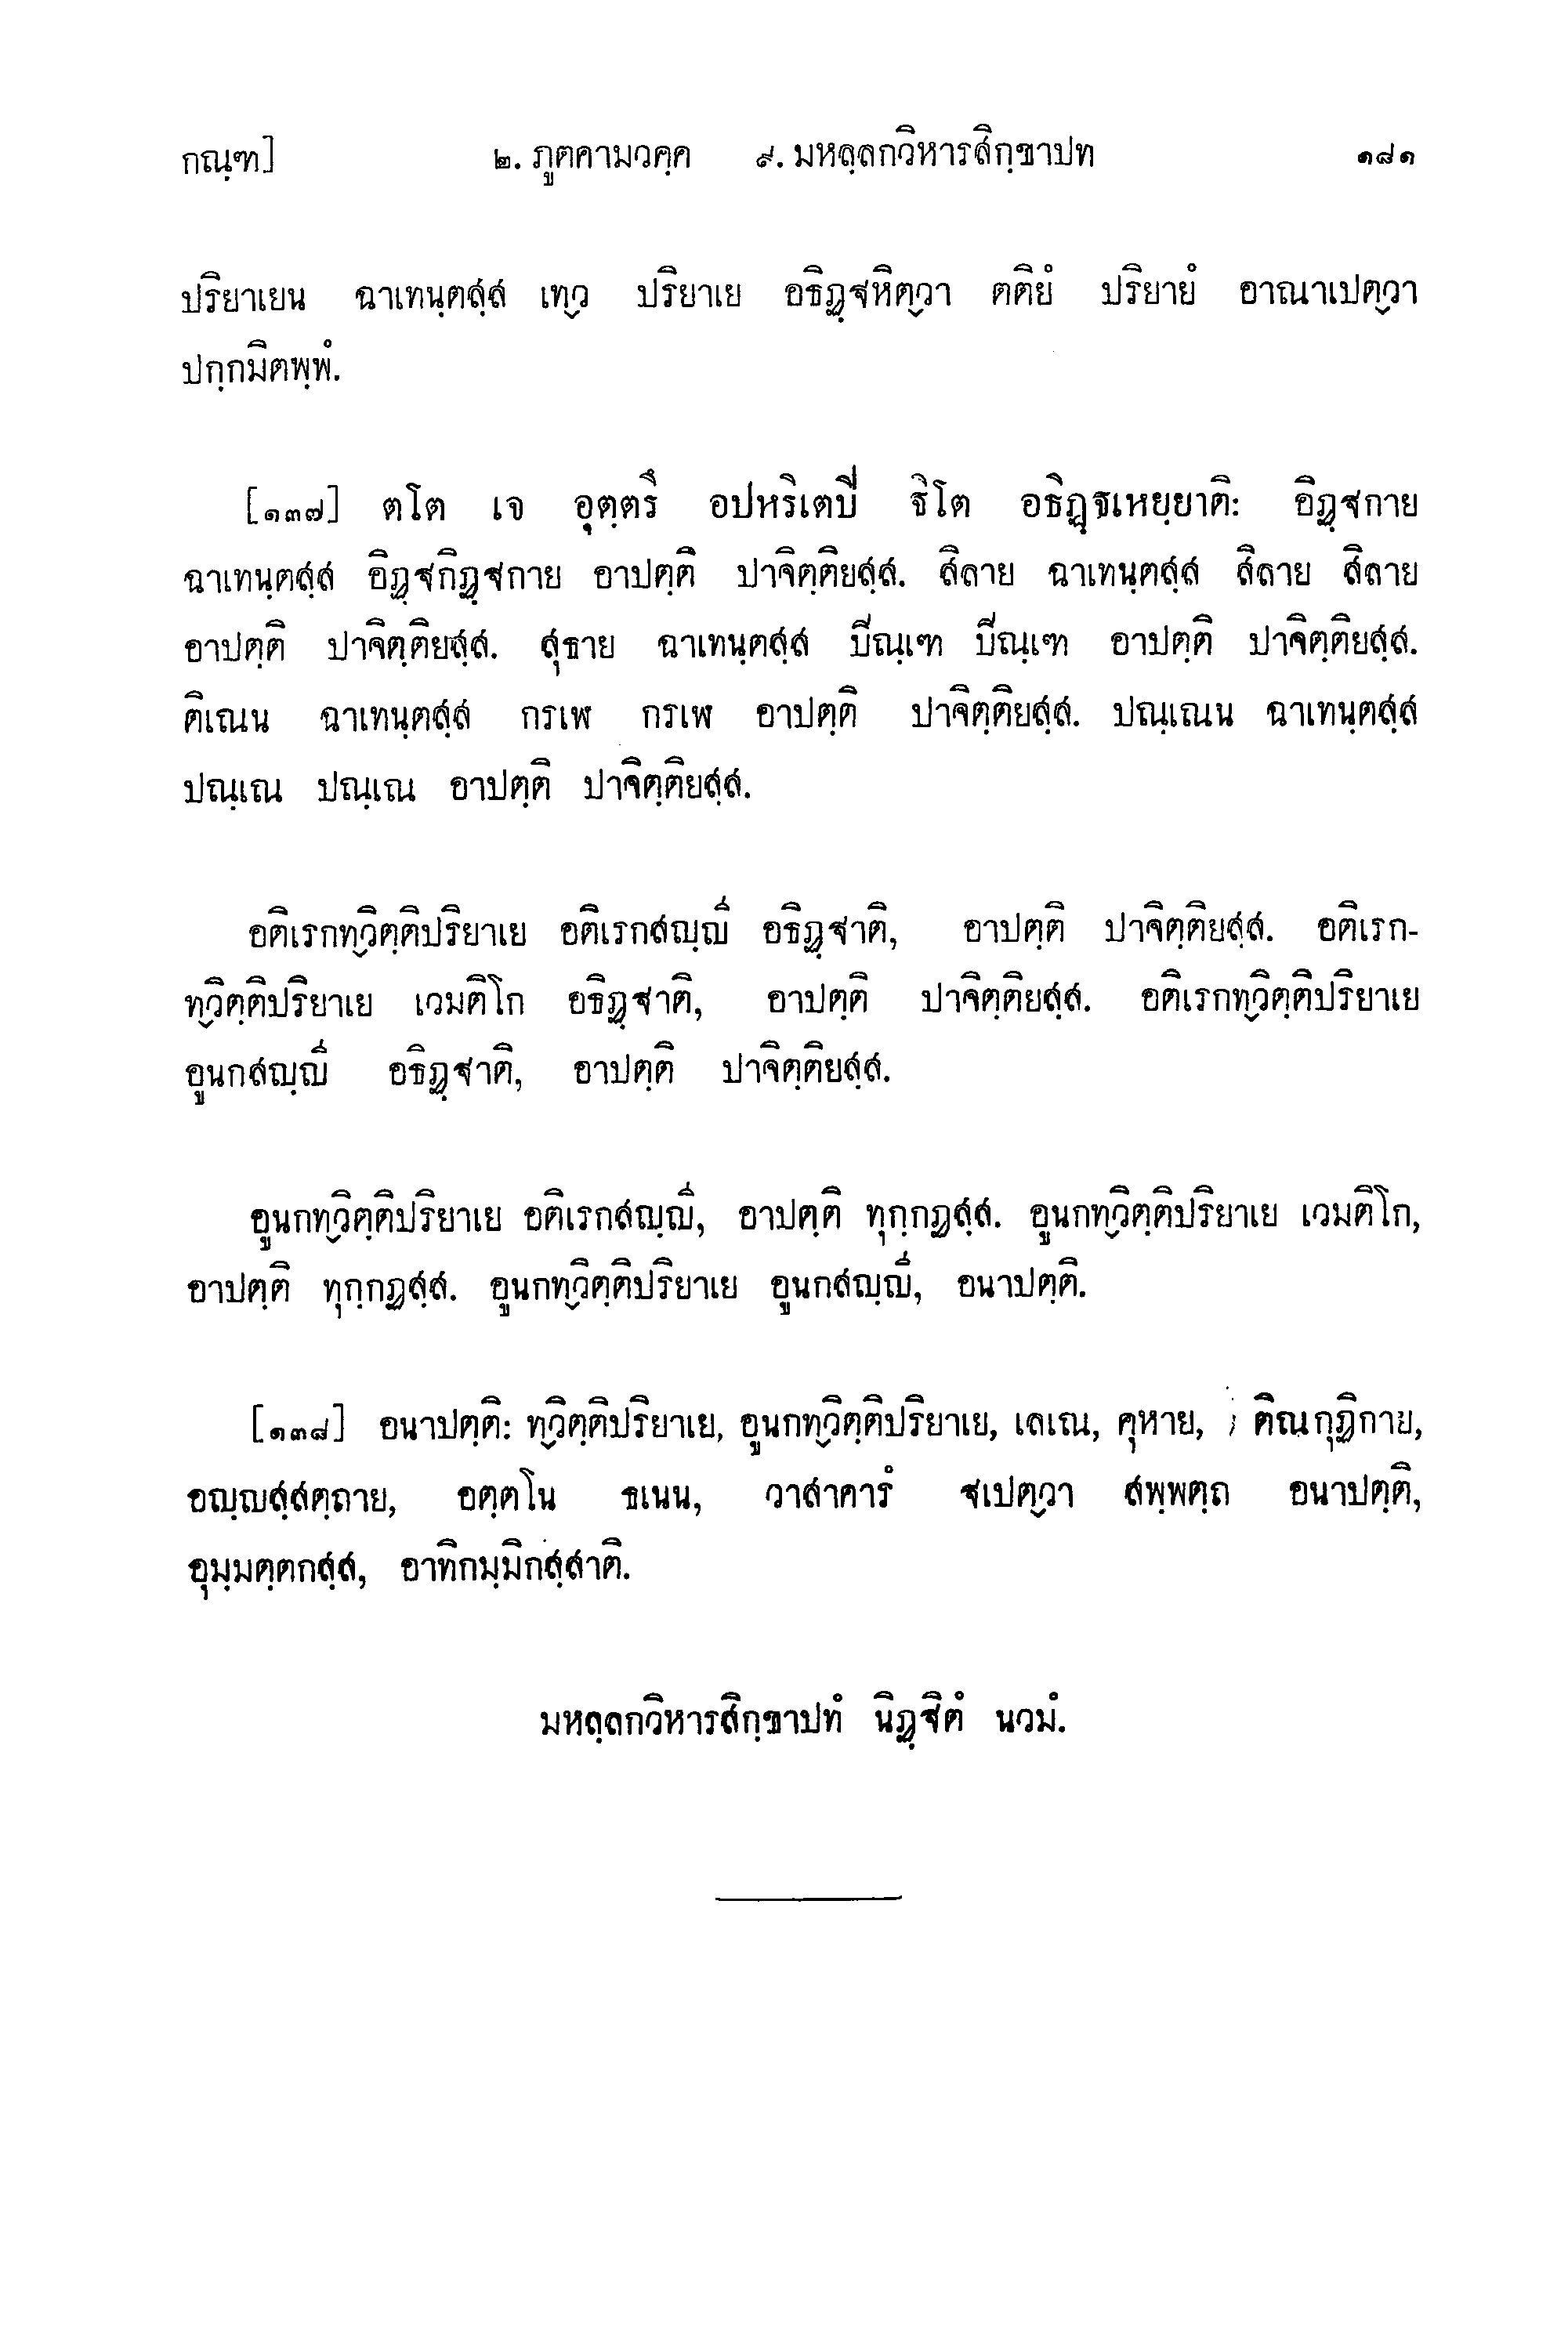 กณฺฑ] ๒. ภูตคามวคฺค ๙. มหลฺลกวิหารสิกฺขาปท ๑๘๑
ปริยาเยน ฉาเทนฺตสฺส เทฺว ปริยาเย อธิฏฺฐหิตฺวา ตติยํ ปริยายํ อาณาเปตฺวา
ปกฺกมิตพฺพํ.
[๑๓๗] ตโต เจ อุตฺตรึ อปฺปหริเตปิ ฐิโต อธิฏฺฐเหยฺยาติ: อิฏฺฐกาย
ฉาเทนฺตสฺส อิฏฺฐกิฏฺฐกาย อาปตฺติ ปาจิตฺติยสฺส. สิลาย ฉาเทนฺตสฺส สิลาย สิลาย
อาปตฺติ ปาจิตฺติยสฺส. สุธาย ฉาเทนฺตสฺส ปิณฺเฑ ปิณฺเฑ อาปตฺติ ปาจิตฺติยสฺส.
ติเณน ฉาเทนฺตสฺส กรเฬ กรเฬ อาปตฺติ ปาจิตฺติยสฺส. ปณฺเณน ฉาเทนฺตสฺส
ปณฺเณ ปณฺเณ อาปตฺติ ปาจิตฺติยสฺส.
อติเรกทฺวิตฺติปริยาเย อติเรกสญฺญี อธิฏฺฐาติ, อาปตฺติ ปาจิตฺติยสฺส. อติเรก-
ทฺวิตฺติปริยาเย เวมติโก อธิฏฺฐาติ, อาปตฺติ ปาจิตฺติยสฺส. อติเรกทฺวิตฺติปริยาเย
อูนกสญฺญี อธิฏฺฐาติ, อาปตฺติ ปาจิตฺติยสฺส.
อูนกทฺวิตฺติปริยาเย อติเรกสญฺญี, อาปตฺติ ทุกฺกฏสฺส. อูนกทฺวิตฺติปริยาเย เวมติโก,
อาปตฺติ ทุกฺกฏสฺส. อูนกทฺวิตฺติปริยาเย อูนกสญฺญี, อนาปตฺติ.
[๑๓๘] อนาปตฺติ: ทฺวิตฺติปริยาเย, อูนกทฺวิตฺติปริยาเย, เลเณ, คุหาย, ติณกุฏิกาย,
อญฺญสฺสตฺถาย, อตฺตโน ธเนน, วาสาคารํ ฐเปตฺวา สพฺพตฺถ อนาปตฺติ,
อุมฺมตฺตกสฺส, อาทิกมฺมิกสฺสาติ.
มหลฺลกวิหารสิกฺขาปทํ นิฏฺฐิตํ นวมํ.